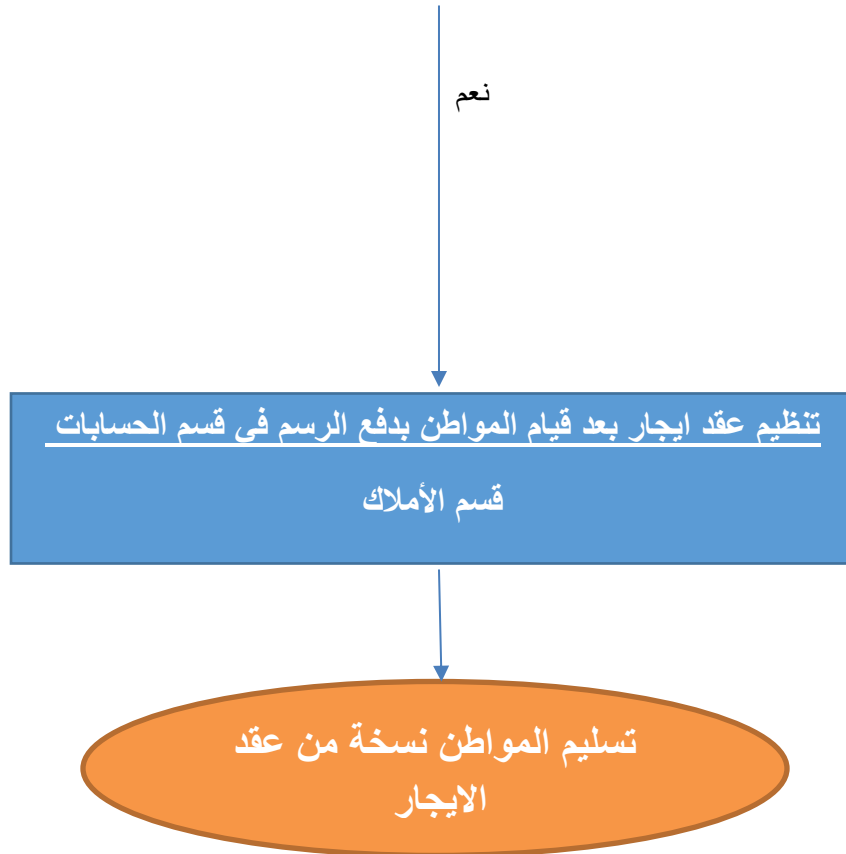 نعم
تنظيم عقد ايجار بعد قيام المواطن بدفع الرسم في قسم الحسابات
قسم الأملاك
تسليم المواطن نسخة من عقد
الايجار